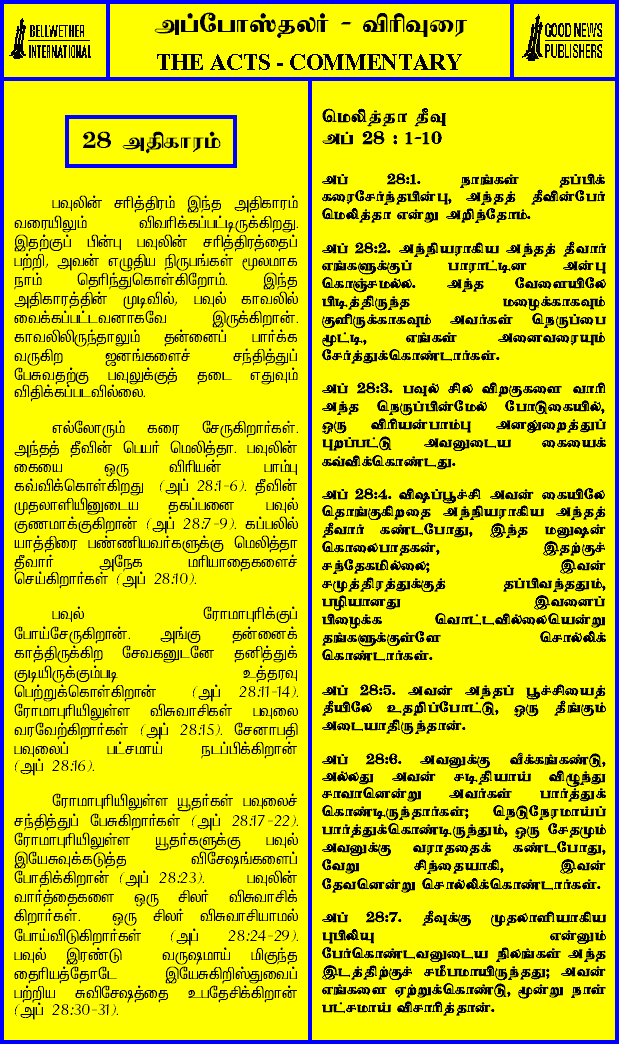 BELLWETHER
INTERNATIONAL
அப்போஸ்தலர் - விரிவுரை
THE ACTS - COMMENTARY
GOOD NEWS
PUBLISHERS
28 அதிகாரம்
பவுலின் சரித்திரம் இந்த அதிகாரம்
வரையிலும் விவரிக்கப்பட்டிருக்கிறது.
இதற்குப் பின்பு பவுலின் சரித்திரத்தைப்
பற்றி, அவன் எழுதிய நிருபங்கள் மூலமாக
நாம் தெரிந்துகொள்கிறோம். இந்த
அதிகாரத்தின் முடிவில், பவுல் காவலில்
வைக்கப்பட்டவனாகவே இருக்கிறான்.
காவலிலிருந்தாலும் தன்னைப் பார்க்க
வருகிற ஜனங்களைச் சந்தித்துப்
பேசுவதற்கு பவுலுக்குத் தடை எதுவும்
விதிக்கப்படவில்லை.
எல்லோரும் கரை சேருகிறார்கள்.
அந்தத் தீவின் பெயர் மெலித்தா. பவுலின்
கையை ஒரு விரியன் பாம்பு
கவ்விக்கொள்கிறது (அப் 28:1-6). தீவின்
முதலாளியினுடைய தகப்பனை பவுல்
குணமாக்குகிறான் (அப் 28:7-9). கப்பலில்
யாத்திரை பண்ணியவர்களுக்கு மெலித்தா
தீவார் அநேக மரியாதைகளைச்
செய்கிறார்கள் (அப் 28:10).
பவுல் ரோமாபுரிக்குப்
போய்சேருகிறான். அங்கு தன்னைக்
காத்திருக்கிற சேவகனுடனே தனித்துக்
குடியிருக்கும்படி உத்தரவு
பெற்றுக்கொள்கிறான் (அப் 28:11-14).
ரோமாபுரியிலுள்ள விசுவாசிகள் பவுலை
வரவேற்கிறார்கள் (அப் 28:15). சேனாபதி
பவுலைப் பட்சமாய் நடப்பிக்கிறான்
(அப் 28:16).
ரோமாபுரியிலுள்ள யூதர்கள் பவுலைச்
சந்தித்துப் பேசுகிறார்கள் (அப் 28:17-22).
ரோமாபுரியிலுள்ள யூதர்களுக்கு பவுல்
இயேசுவுக்கடுத்த விசேஷங்களைப்
போதிக்கிறான் (அப் 28:23). பவுலின்
வார்த்தைகளை ஒரு சிலர் விசுவாசிக்
கிறார்கள். ஒரு சிலர் விசுவாசியாமல்
போய்விடுகிறார்கள் (அப் 28:24-29).
பவுல் இரண்டு வருஷமாய் மிகுந்த
தைரியத்தோடே இயேசுகிறிஸ்துவைப்
பற்றிய சுவிசேஷத்தை உபதேசிக்கிறான்
(அப் 28:30-31).
மெலித்தா தீவு
அப் 28 : 1-10
அப் 28:1. நாங்கள் தப்பிக்
கரைசேர்ந்தபின்பு, அந்தத் தீவின்பேர்
மெலித்தா என்று அறிந்தோம்.
அப் 28:2. அந்நியராகிய அந்தத் தீவார்
எங்களுக்குப் பாராட்டின அன்பு
கொஞ்சமல்ல. அந்த வேளையிலே
பிடித்திருந்த மழைக்காகவும்
குளிருக்காகவும் அவர்கள் நெருப்பை
மூட்டி, எங்கள் அனைவரையும்
சேர்த்துக்கொண்டார்கள்.
அப் 28:3. பவுல் சில விறகுகளை வாரி
அந்த நெருப்பின்மேல் போடுகையில்,
ஒரு விரியன்பாம்பு அனலுறைத்துப்
புறப்பட்டு அவனுடைய கையைக்
கவ்விக்கொண்டது.
அப் 28:4. விஷப்பூச்சி அவன் கையிலே
தொங்குகிறதை அந்நியராகிய அந்தத்
தீவார் கண்டபோது, இந்த மனுஷன்
கொலைபாதகன், இதற்குச்
சந்தேகமில்லை; இவன்
சமுத்திரத்துக்குத் தப்பிவந்ததும்,
பழியானது இவனைப்
பிழைக்க வொட்டவில்லையென்று
தங்களுக்குள்ளே சொல்லிக்
கொண்டார்கள்.
அப் 28:5. அவன் அந்தப் பூச்சியைத்
தீயிலே உதறிப்போட்டு, ஒரு தீங்கும்
அடையாதிருந்தான்.
அப் 28:6. அவனுக்கு வீக்கங்கண்டு,
அல்லது அவன் சடிதியாய் விழுந்து
சாவானென்று அவர்கள் பார்த்துக்
கொண்டிருந்தார்கள்; நெடுநேரமாய்ப்
பார்த்துக்கொண்டிருந்தும், ஒரு சேதமும்
அவனுக்கு வராததைக் கண்டபோது,
வேறு சிந்தையாகி, இவன்
தேவனென்று சொல்லிக்கொண்டார்கள்.
அப் 28:7. தீவுக்கு முதலாளியாகிய
புபிலியு என்னும்
பேர்கொண்டவனுடைய நிலங்கள் அந்த
இடத்திற்குச் சமீபமாயிருந்தது; அவன்
எங்களை ஏற்றுக்கொண்டு, மூன்று நாள்
பட்சமாய் விசாரித்தான்.